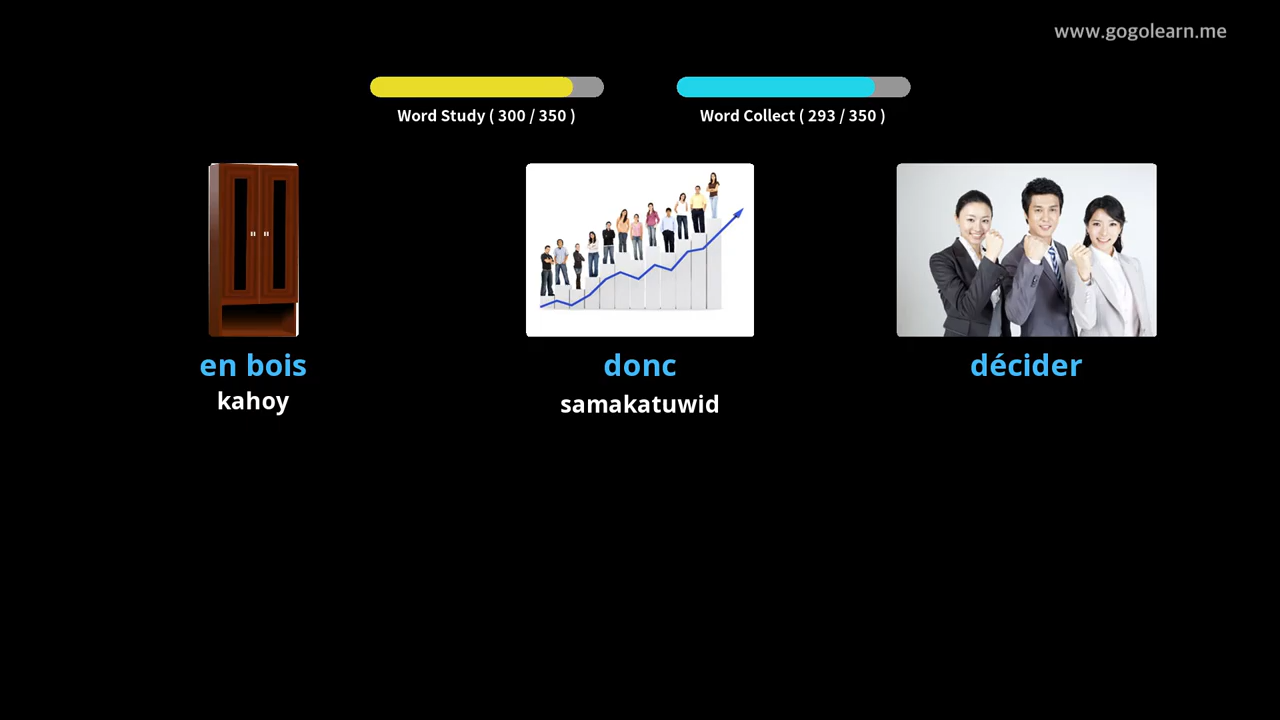 www.gogolearn.me
Word Study ( 300 / 350 )
Word Collect ( 293 / 350 )
en bois
donc
décider
kahoy
samakatuwid